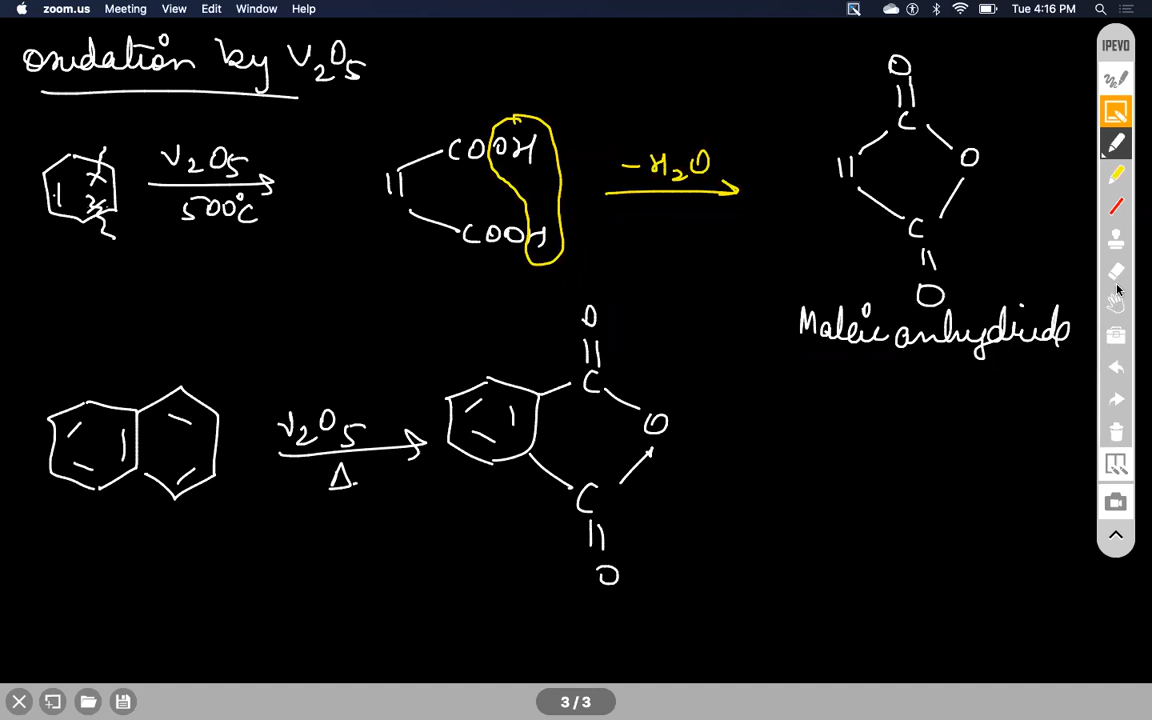 zoom.us Meeting View Edit Window Help Tue 4:16 PM
IPEVO
oxidation by V2O5
V2O5
500°C
COOH
COOH
-H2O
O
C
O
C
O
Maleic anhydride
V2O5
Δ
O
C
O
C
O
3/3